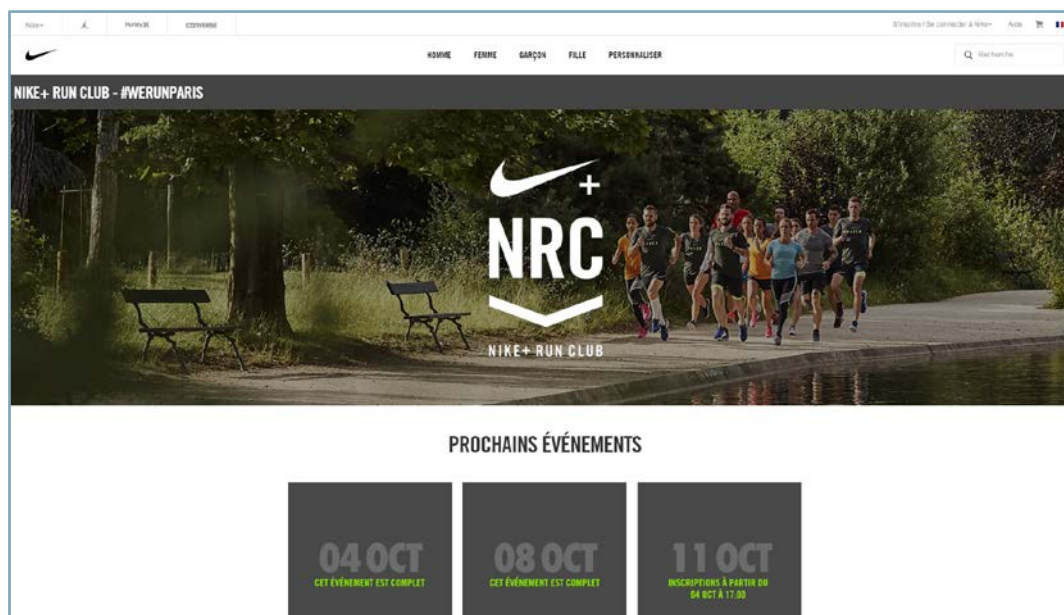 Nike+
Hurley
CONVERSE
S'inscrire / Se connecter à Nike+
Aide
HOMME
FEMME
GARÇON
FILLE
PERSONNALISER
Recherche
NIKE+ RUN CLUB - #WERUNPARIS
+
NRC
NIKE+ RUN CLUB
PROCHAINS ÉVÉNEMENTS
04 OCT
CET ÉVÉNEMENT EST COMPLET
08 OCT
CET ÉVÉNEMENT EST COMPLET
11 OCT
INSCRIPTIONS À PARTIR DU
04 OCT À 17.00